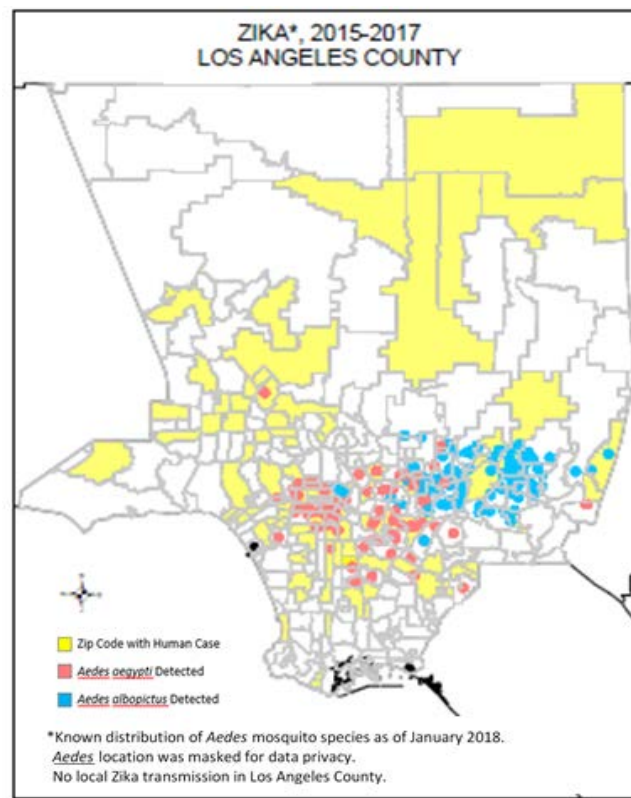 ZIKA*, 2015-2017
LOS ANGELES COUNTY
Zip Code with Human Case
Aedes aegypti Detected
Aedes albopictus Detected
*Known distribution of Aedes mosquito species as of January 2018.
Aedes location was masked for data privacy.
No local Zika transmission in Los Angeles County.